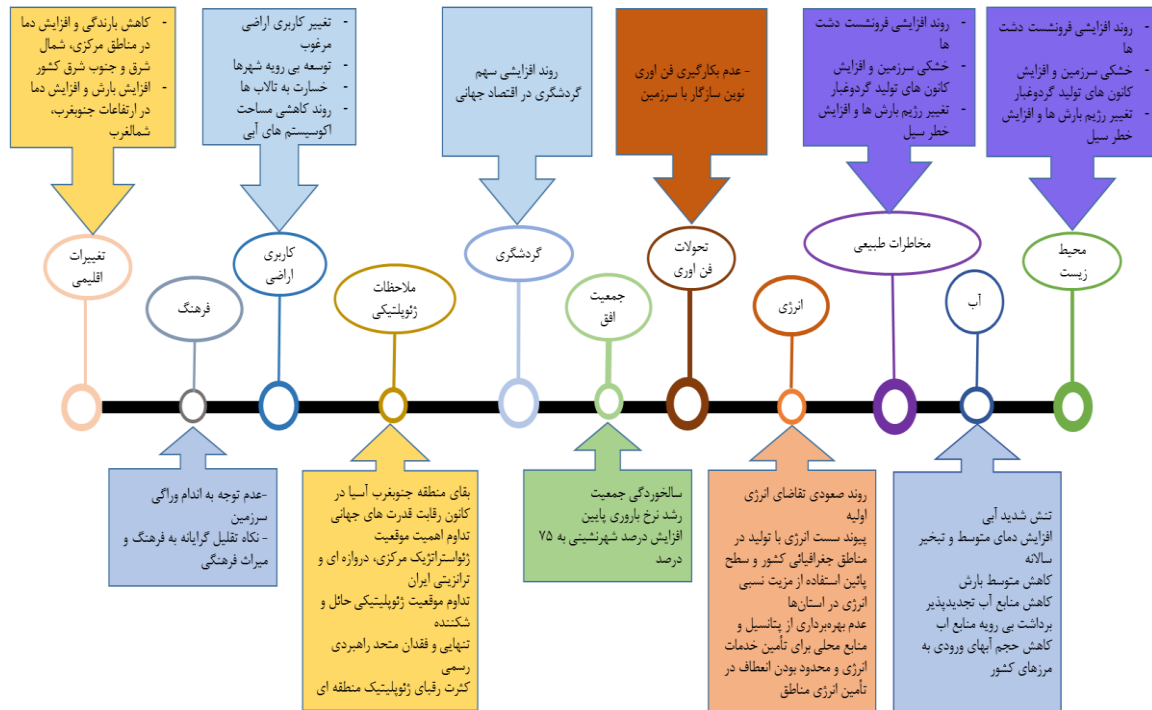 - روند افزایشی فرونشست دشت
ها
- خشکی سرزمین و افزایش
کانون های تولید گردوغبار
- تغییر رژیم بارش ها و افزایش
خطر سیل
- روند افزایشی فرونشست دشت
ها
- خشکی سرزمین و افزایش
کانون های تولید گردوغبار
- تغییر رژیم بارش ها و افزایش
خطر سیل
- عدم بکارگیری فن اوری
نوین سازگار با سرزمین
روند افزایشی سهم
گردشگری در اقتصاد جهانی
- تغییر کاربری اراضی
مرغوب
- توسعه بی رویه شهرها
- خسارت به تالاب ها
- روند کاهشی مساحت
اکوسیستم های آبی
- کاهش بارندگی و افزایش دما
در مناطق مرکزی، شمال
شرق و جنوب شرق کشور
- افزایش بارش و افزایش دما
در ارتفاعات جنوبغرب،
شمالغرب
محیط
زیست
آب
مخاطرات طبیعی
انرژی
تحولات
فن اوری
جمعیت
افق
گردشگری
ملاحظات
ژئوپلتیکی
کاربری
اراضی
فرهنگ
تغییرات
اقلیمی
تنش شدید آبی
افزایش دمای متوسط و تبخیر
سالانه
کاهش متوسط بارش
کاهش منابع آب تجدیدپذیر
برداشت بی رویه منابع اب
کاهش حجم آبهای ورودی به
مرزهای کشور
روند صعودی تقاضای انرژی
اولیه
پیوند سست انرژی با تولید در
مناطق جغرافیائی کشور و سطح
پائین استفاده از مزیت نسبی
انرژی در استان‌ها
عدم بهره‌برداری از پتانسیل و
منابع محلی برای تأمین خدمات
انرژی و محدود بودن انعطاف در
تأمین انرژی مناطق
سالخوردگی جمعیت
رشد نرخ باروری پایین
افزایش درصد شهرنشینی به ۷۵
درصد
بقای منطقه جنوبغرب آسیا در
کانون رقابت قدرت های جهانی
تداوم اهمیت موقعیت
ژئواستراتژیک مرکزی، دروازه ای و
ترانزیتی ایران
تداوم موقعیت ژئوپلیتیکی حائل و
شکننده
تنهایی و فقدان متحد راهبردی
رسمی
کثرت رقبای ژئوپلیتیک منطقه ای
-عدم توجه به اندام وراگی
سرزمین
- نکاه تقلیل گرایانه به فرهنگ و
میراث فرهنگی